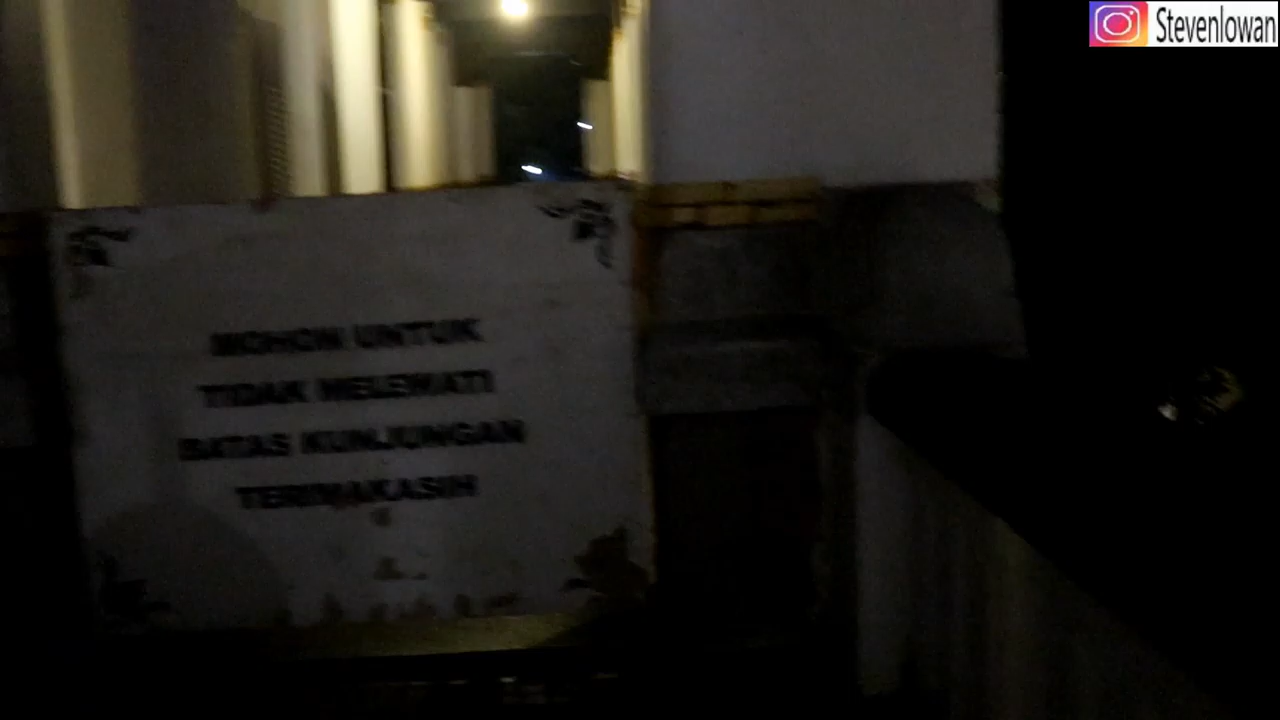 Stevenlowan
MOHON UNTUK
TIDAK MELEWATI
BATAS KUNJUNGAN
TERIMAKASIH